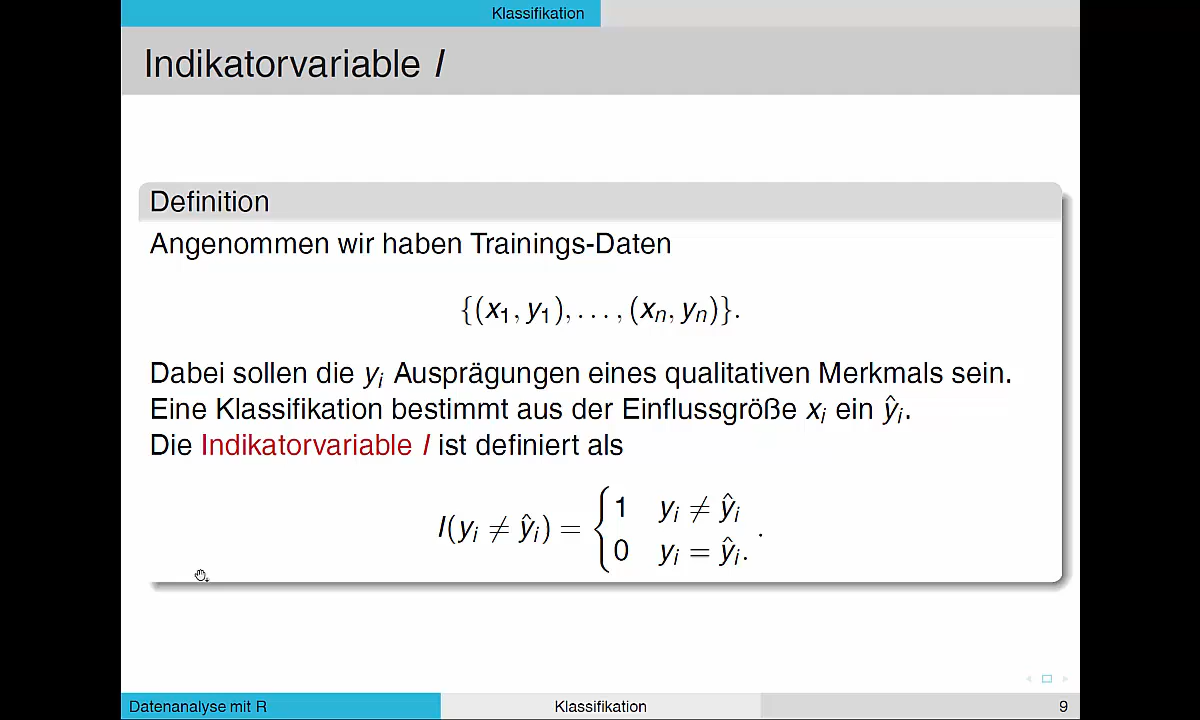 Klassifikation
Indikatorvariable I
Definition
Angenommen wir haben Trainings-Daten
{(x₁, y₁), . . . , (xₙ, yₙ)}.
Dabei sollen die yᵢ Ausprägungen eines qualitativen Merkmals sein.
Eine Klassifikation bestimmt aus der Einflussgröße xᵢ ein ŷᵢ.
Die Indikatorvariable I ist definiert als
I(yᵢ ≠ ŷᵢ) = { 1 yᵢ ≠ ŷᵢ
0 yᵢ = ŷᵢ. .
Datenanalyse mit R Klassifikation 9